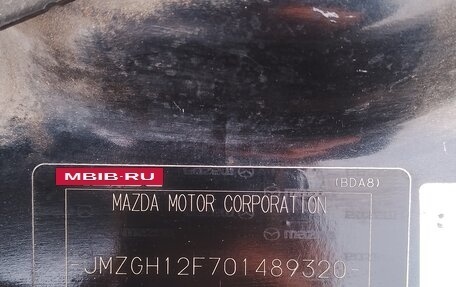 MBIB-RU
(BDA8)
MAZDA MOTOR CORPORATION
-JMZGH12F701489320-